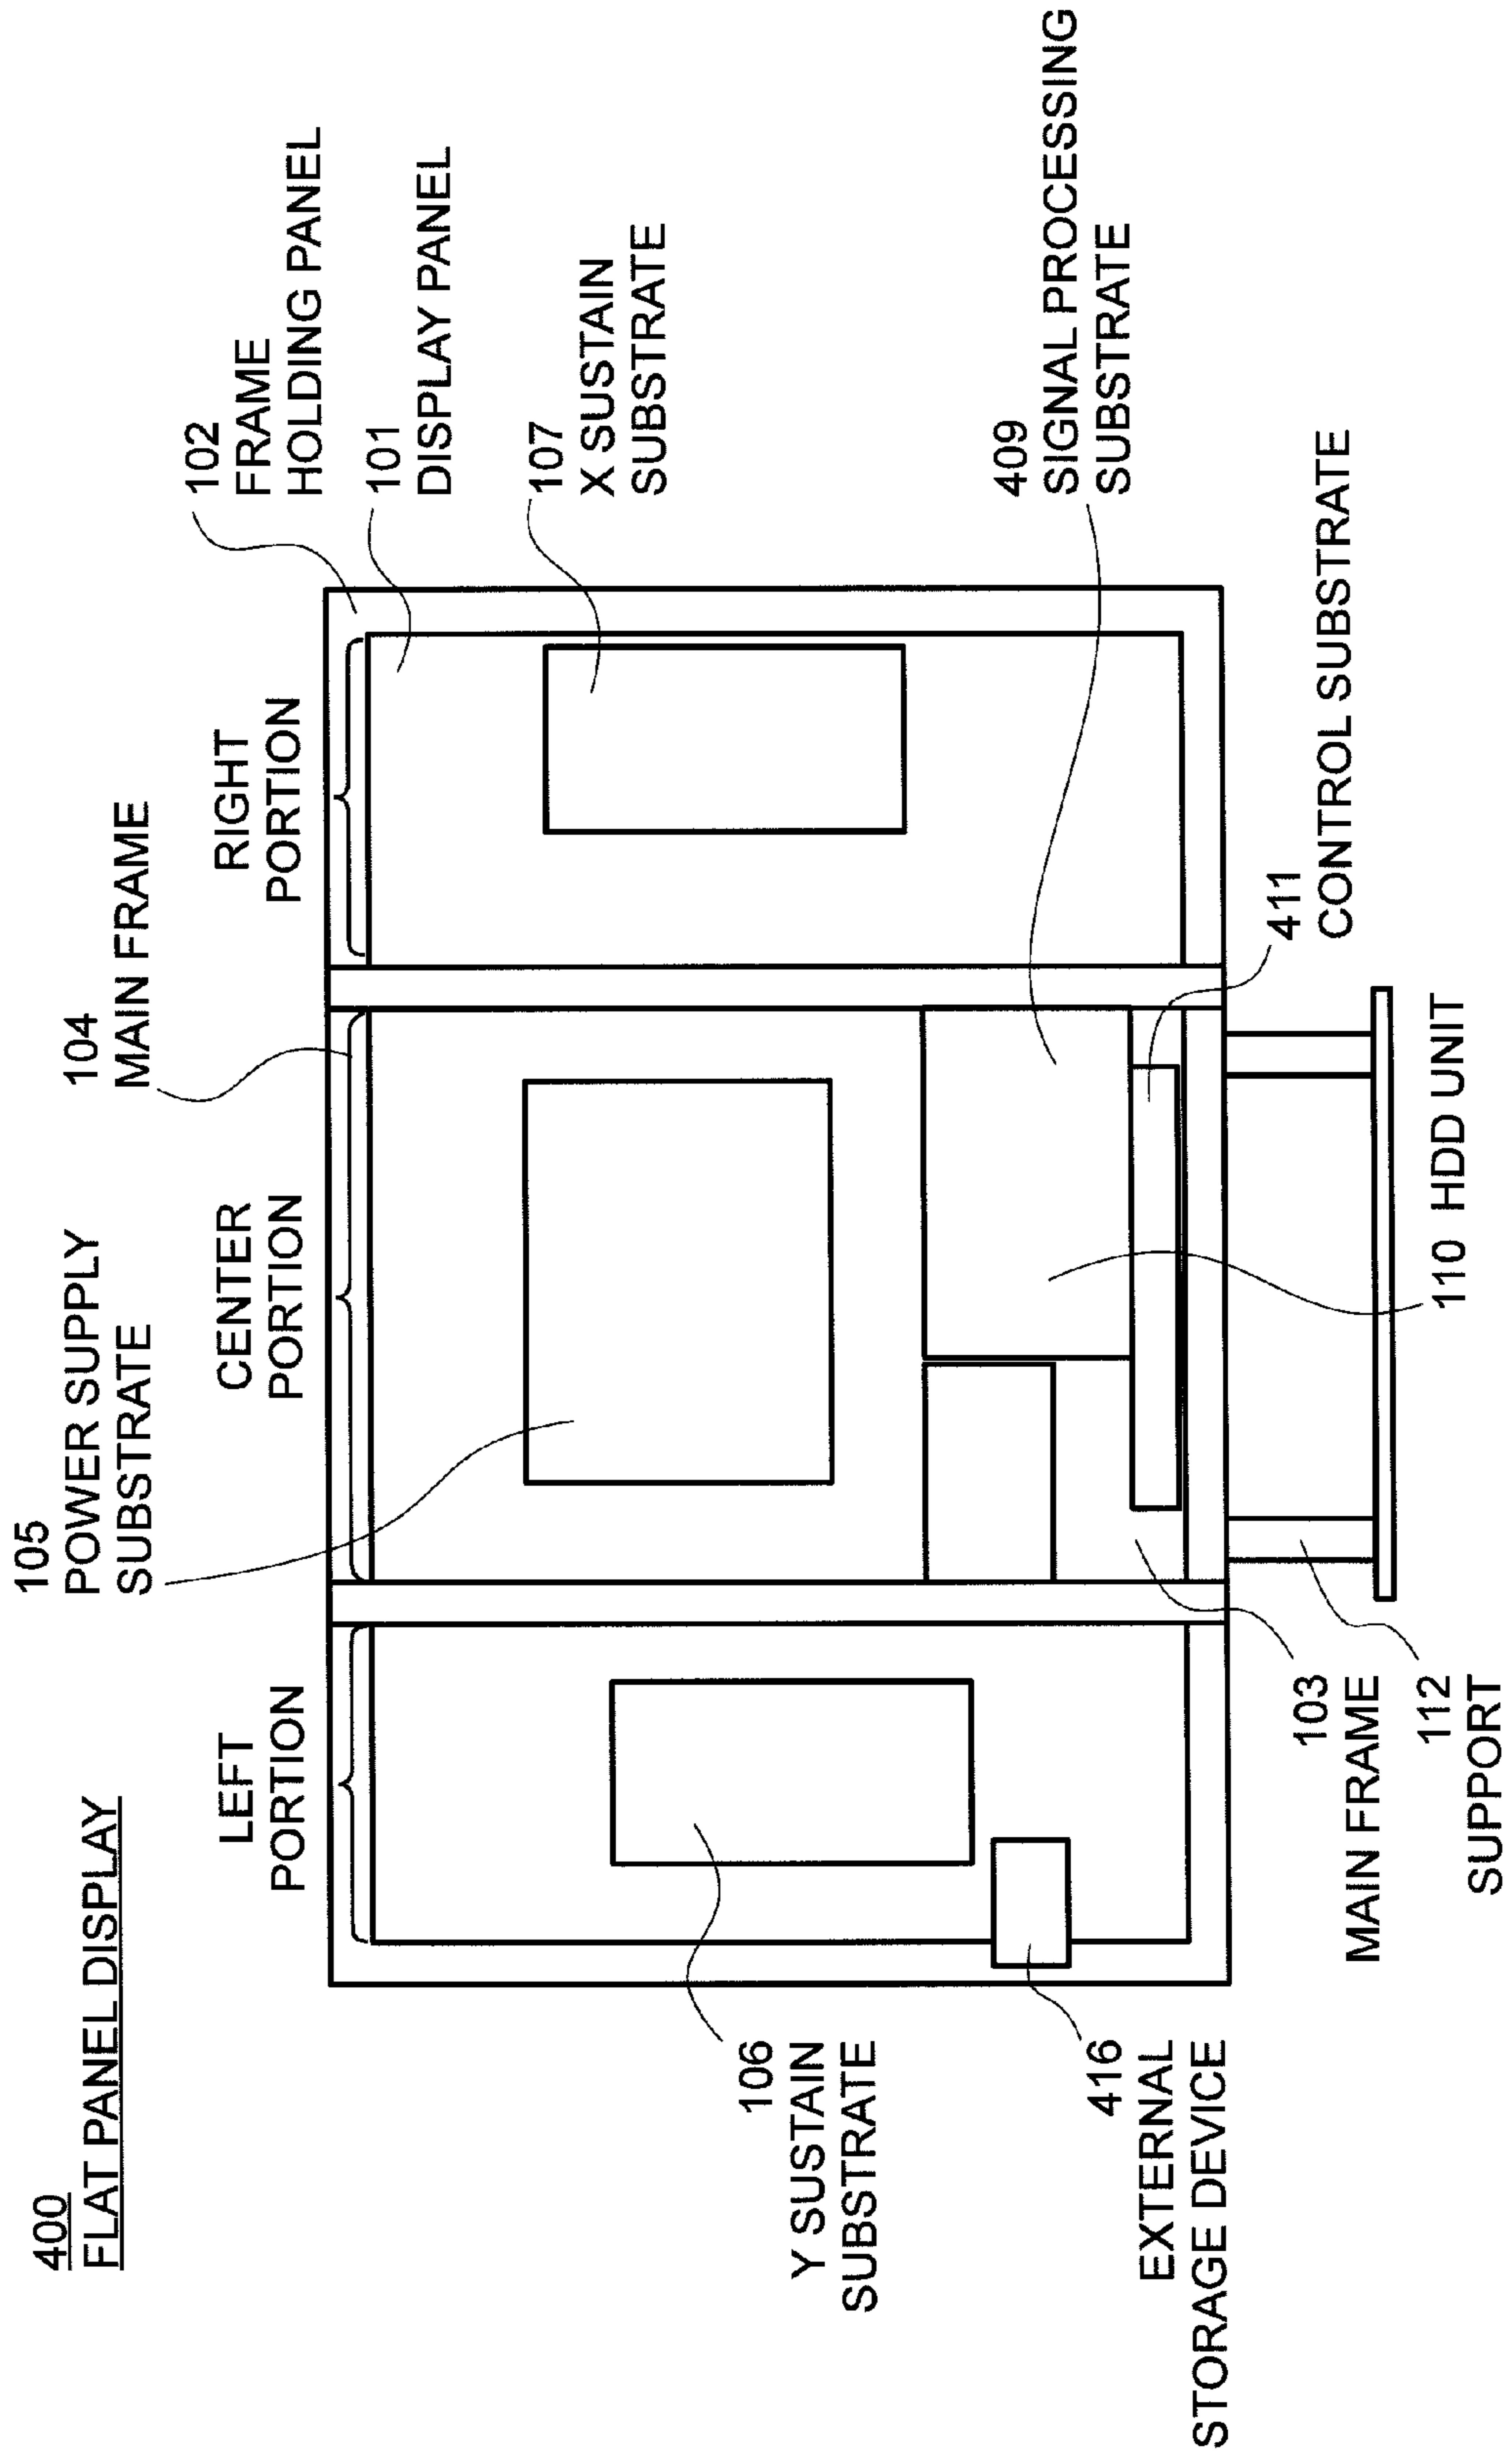 400
FLAT PANEL DISPLAY
105
POWER SUPPLY
SUBSTRATE
104
MAIN FRAME
LEFT
PORTION
CENTER
PORTION
RIGHT
PORTION
102
FRAME
HOLDING PANEL
101
DISPLAY PANEL
107
X SUSTAIN
SUBSTRATE
409
SIGNAL PROCESSING
SUBSTRATE
106
Y SUSTAIN
SUBSTRATE
416
EXTERNAL
STORAGE DEVICE
103
MAIN FRAME
112
SUPPORT
110 HDD UNIT
411
CONTROL SUBSTRATE